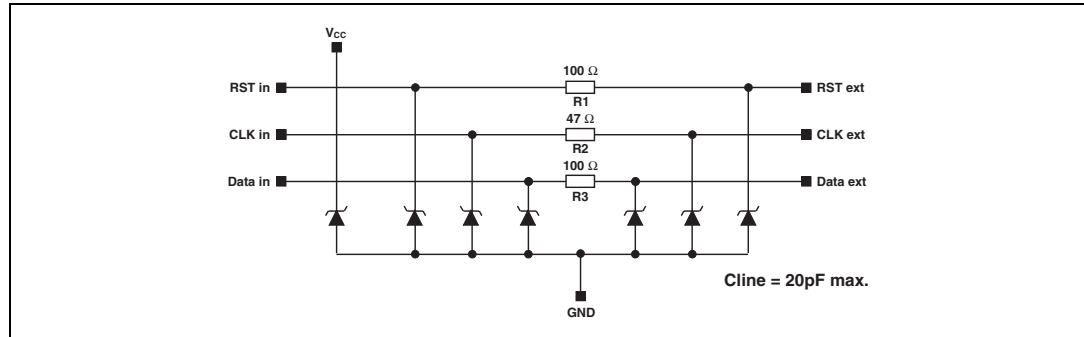 VCC
100 Ω
RST in
RST ext
R1
47 Ω
CLK in
CLK ext
R2
100 Ω
Data in
Data ext
R3
Cline = 20pF max.
GND